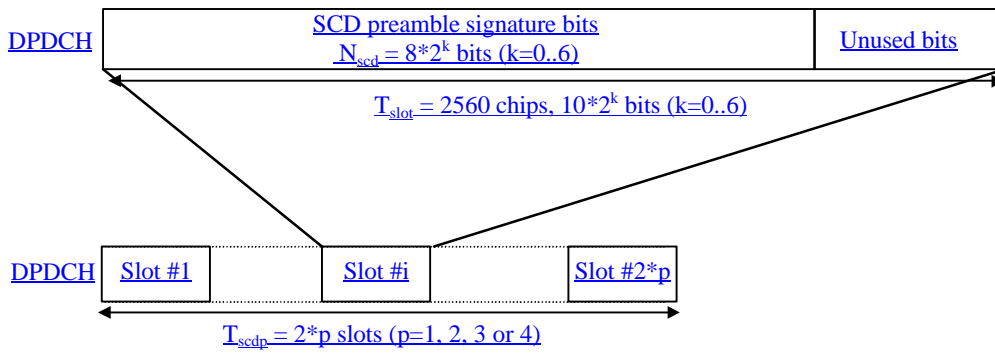 DPDCH
SCD preamble signature bits
N_scd = 8*2^k bits (k=0..6)
Unused bits
T_slot = 2560 chips, 10*2^k bits (k=0..6)
DPDCH
Slot #1
Slot #i
Slot #2*p
T_scdp = 2*p slots (p=1, 2, 3 or 4)